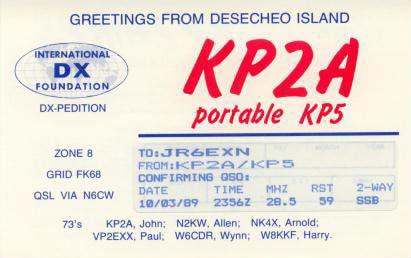 GREETINGS FROM DESECHEO ISLAND
INTERNATIONAL
DX
FOUNDATION
DX-PEDITION
KP2A
portable KP5
ZONE 8
GRID FK68
QSL VIA N6CW
TO:JR6EXN
FROM:KP2A/KP5
CONFIRMING QSO:
DATE TIME MHZ RST 2-WAY
10/03/89 2356Z 28.5 59 SSB
73's KP2A, John; N2KW, Allen; NK4X, Arnold;
VP2EXX, Paul; W6CDR, Wynn; W8KKF, Harry.